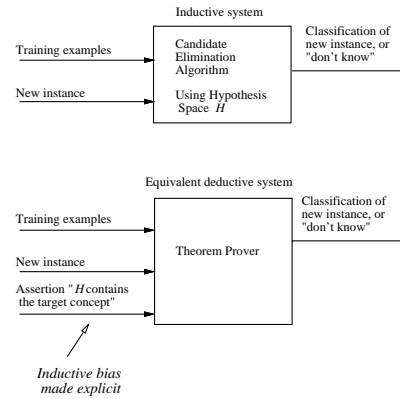 Inductive system
Training examples
New instance
Candidate
Elimination
Algorithm
Using Hypothesis
Space H
Classification of
new instance, or
"don't know"
Equivalent deductive system
Training examples
New instance
Assertion " H contains
the target concept"
Theorem Prover
Classification of
new instance, or
"don't know"
Inductive bias
made explicit